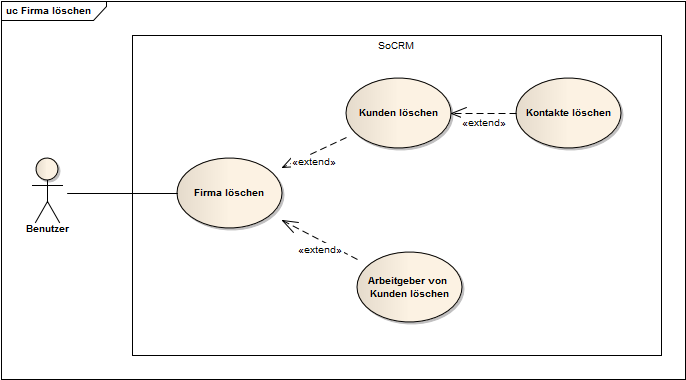 uc Firma löschen
SoCRM
Kunden löschen
Kontakte löschen
«extend»
«extend»
Firma löschen
Benutzer
«extend»
Arbeitgeber von
Kunden löschen